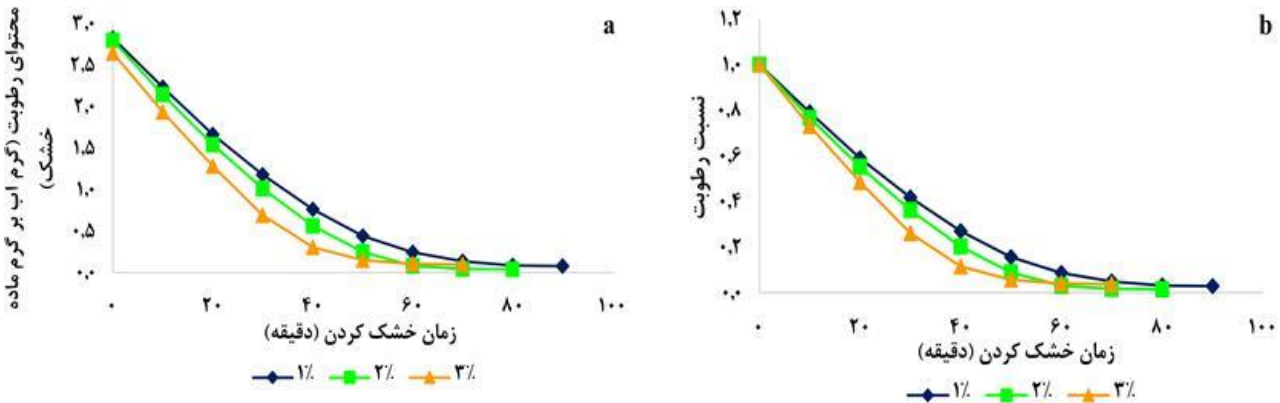 a
محتوای رطوبت (گرم آب بر گرم ماده
خشک)
۳,۰
۲,۵
۲,۰
۱,۵
۱,۰
۰,۵
۰,۰
۰ ۲۰ ۴۰ ۶۰ ۸۰ ۱۰۰
زمان خشک کردن (دقیقه)
۱٪ ۲٪ ۳٪
b
نسبت رطوبت
۱,۲
۱,۰
۰,۸
۰,۶
۰,۴
۰,۲
۰,۰
۰ ۲۰ ۴۰ ۶۰ ۸۰ ۱۰۰
زمان خشک کردن (دقیقه)
۱٪ ۲٪ ۳٪